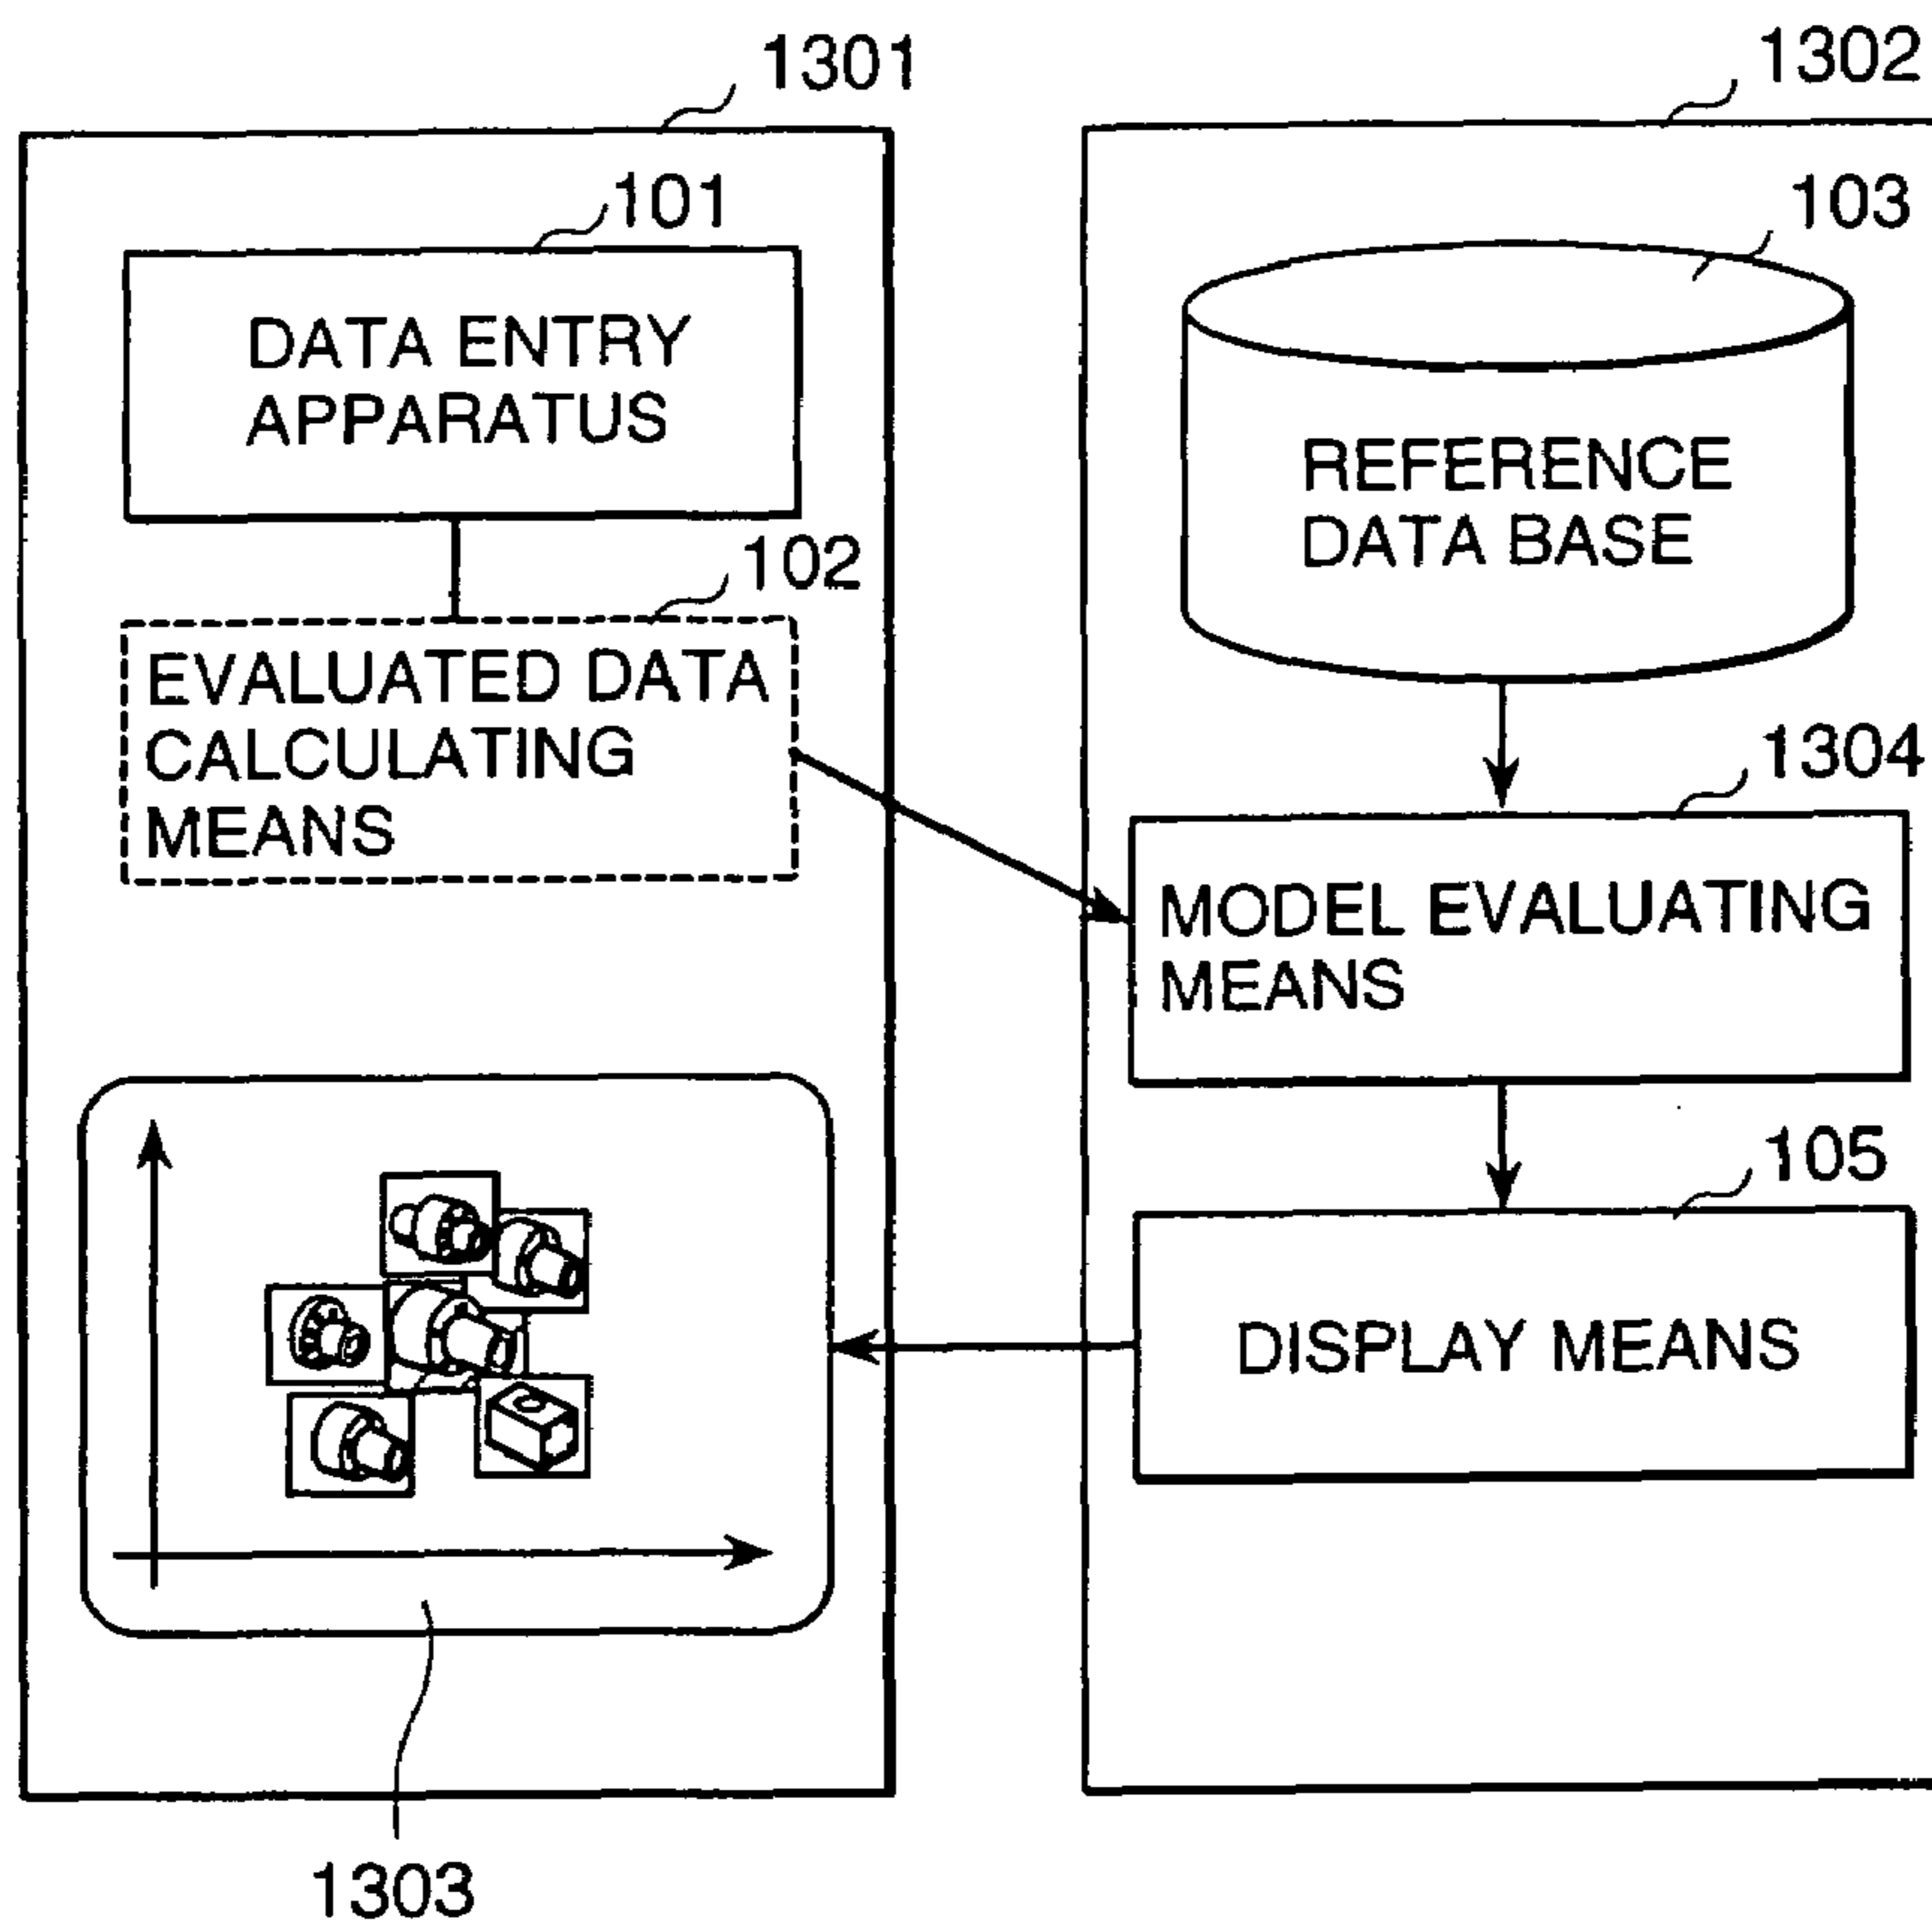 1301
101
DATA ENTRY
APPARATUS
102
EVALUATED DATA
CALCULATING
MEANS
1303
1302
103
REFERENCE
DATA BASE
1304
MODEL EVALUATING
MEANS
105
DISPLAY MEANS